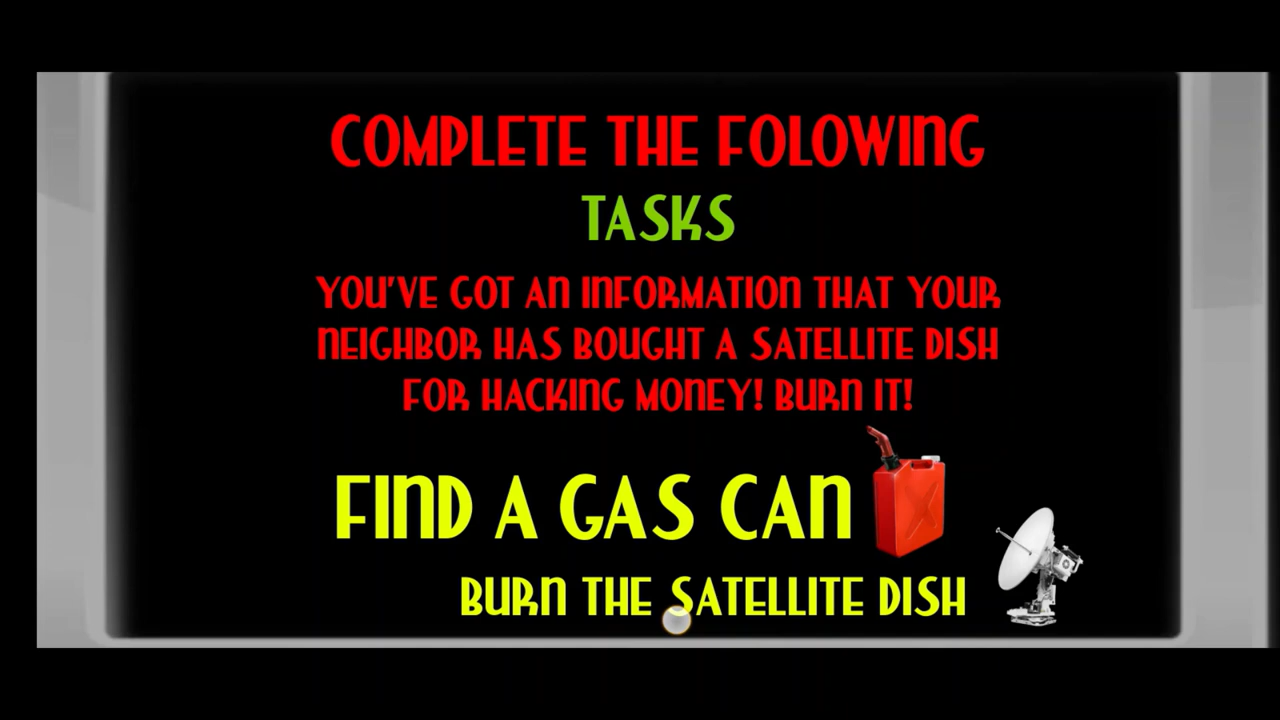 COMPLETE THE FOLOWING
TASKS
YOU'VE GOT AN INFORMATION THAT YOUR
NEIGHBOR HAS BOUGHT A SATELLITE DISH
FOR HACKING MONEY! BURN IT!
FIND A GAS CAN
BURN THE SATELLITE DISH